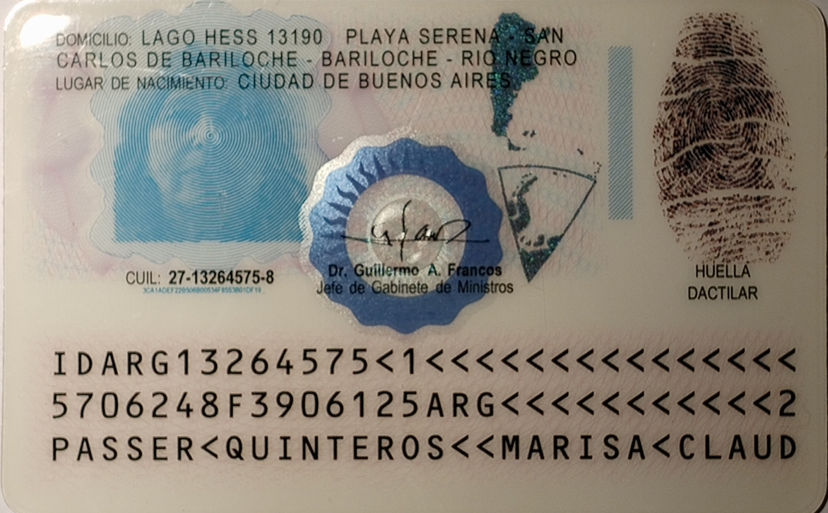 DOMICILIO: LAGO HESS 13190 PLAYA SERENA - SAN
CARLOS DE BARILOCHE - BARILOCHE - RIO NEGRO
LUGAR DE NACIMIENTO: CIUDAD DE BUENOS AIRES
CUIL: 27-13264575-8
Dr. Guillermo A. Francos
Jefe de Gabinete de Ministros
HUELLA
DACTILAR
IDARG13264575<1<<<<<<<<<<<<<<<
5706248F3906125ARG<<<<<<<<<<<2
PASSER<QUINTEROS<<MARISA<CLAUD